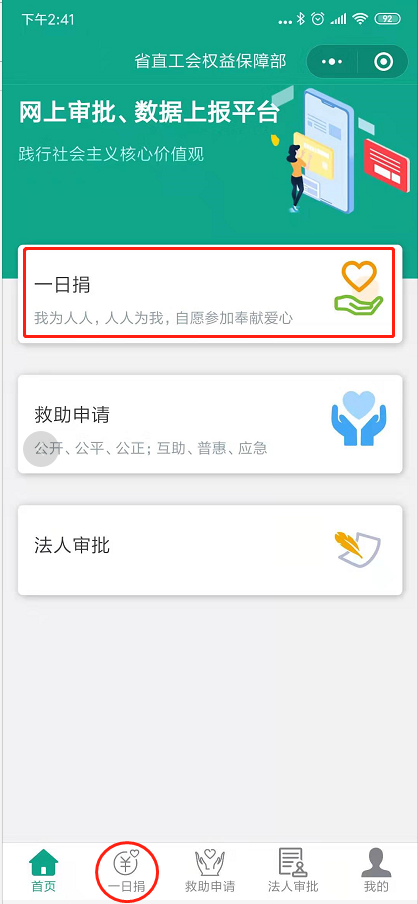 下午2:41
92
省直工会权益保障部
网上审批、数据上报平台
践行社会主义核心价值观
一日捐
我为人人，人人为我，自愿参加奉献爱心
救助申请
公开、公平、公正；互助、普惠、应急
法人审批
首页
一日捐
救助申请
法人审批
我的